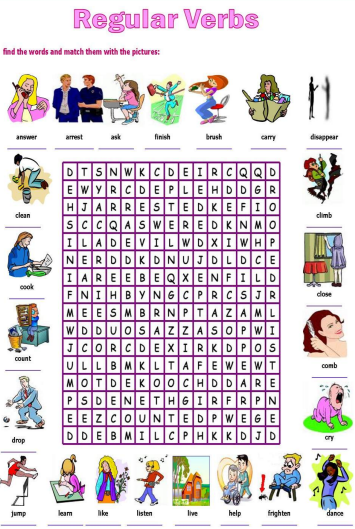 Regular Verbs
find the words and match them with the pictures:
answer arrest ask finish brush carry disappear
D T S N W K C D E I R C Q Q D
E W Y R C D E P L E H D D G R
H J A R R E S T E D K E F I O
S C C Q A S W E R E D K N M O
I L A D E V I L W D X I W H P
N E R D D K D N U J D L D C E
I A R E E B E Q X E N F I L D
F N I H B Y N G C P R C S J R
M E E S M B R N P T A Z A M L
W D D U O S A Z Z A S O P W I
J C O R C D E X I R K D P O S
U L L B M K L T A F E W E W T
M O T D E K O O C H D D A R E
P S D E N E T H G I R F R P N
E E Z C O U N T E D P W E G E
D D E B M I L C P H K K D J D
clean
cook
count
drop
climb
close
comb
cry
jump learn like listen live help frighten dance